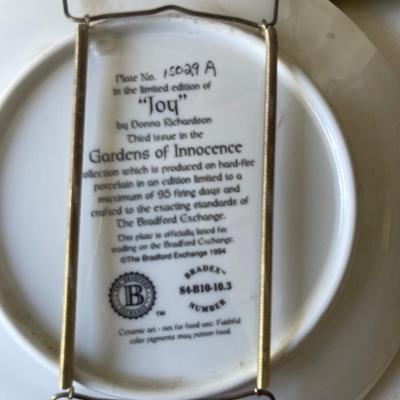 Plate No. 15029 A
in the limited edition of
"Joy"
by Donna Richardson
Third issue in the
Gardens of Innocence
collection which is produced on hard-fire
porcelain in an edition limited to a
maximum of 95 firing days and
crafted to the exacting standards of
The Bradford Exchange.
This plate is officially listed for
trading on the Bradford Exchange.
©The Bradford Exchange 1994
BRADEX™
84-B10-10.3
NUMBER
B
™
Ceramic art - not for food use. Faithful
color pigments may poison food.